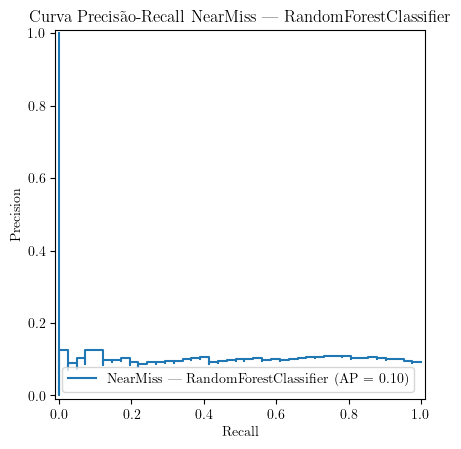 Curva Precisão-Recall NearMiss — RandomForestClassifier
1.0
0.8
0.6
0.4
0.2
0.0
Precision
NearMiss — RandomForestClassifier (AP = 0.10)
0.0 0.2 0.4 0.6 0.8 1.0
Recall